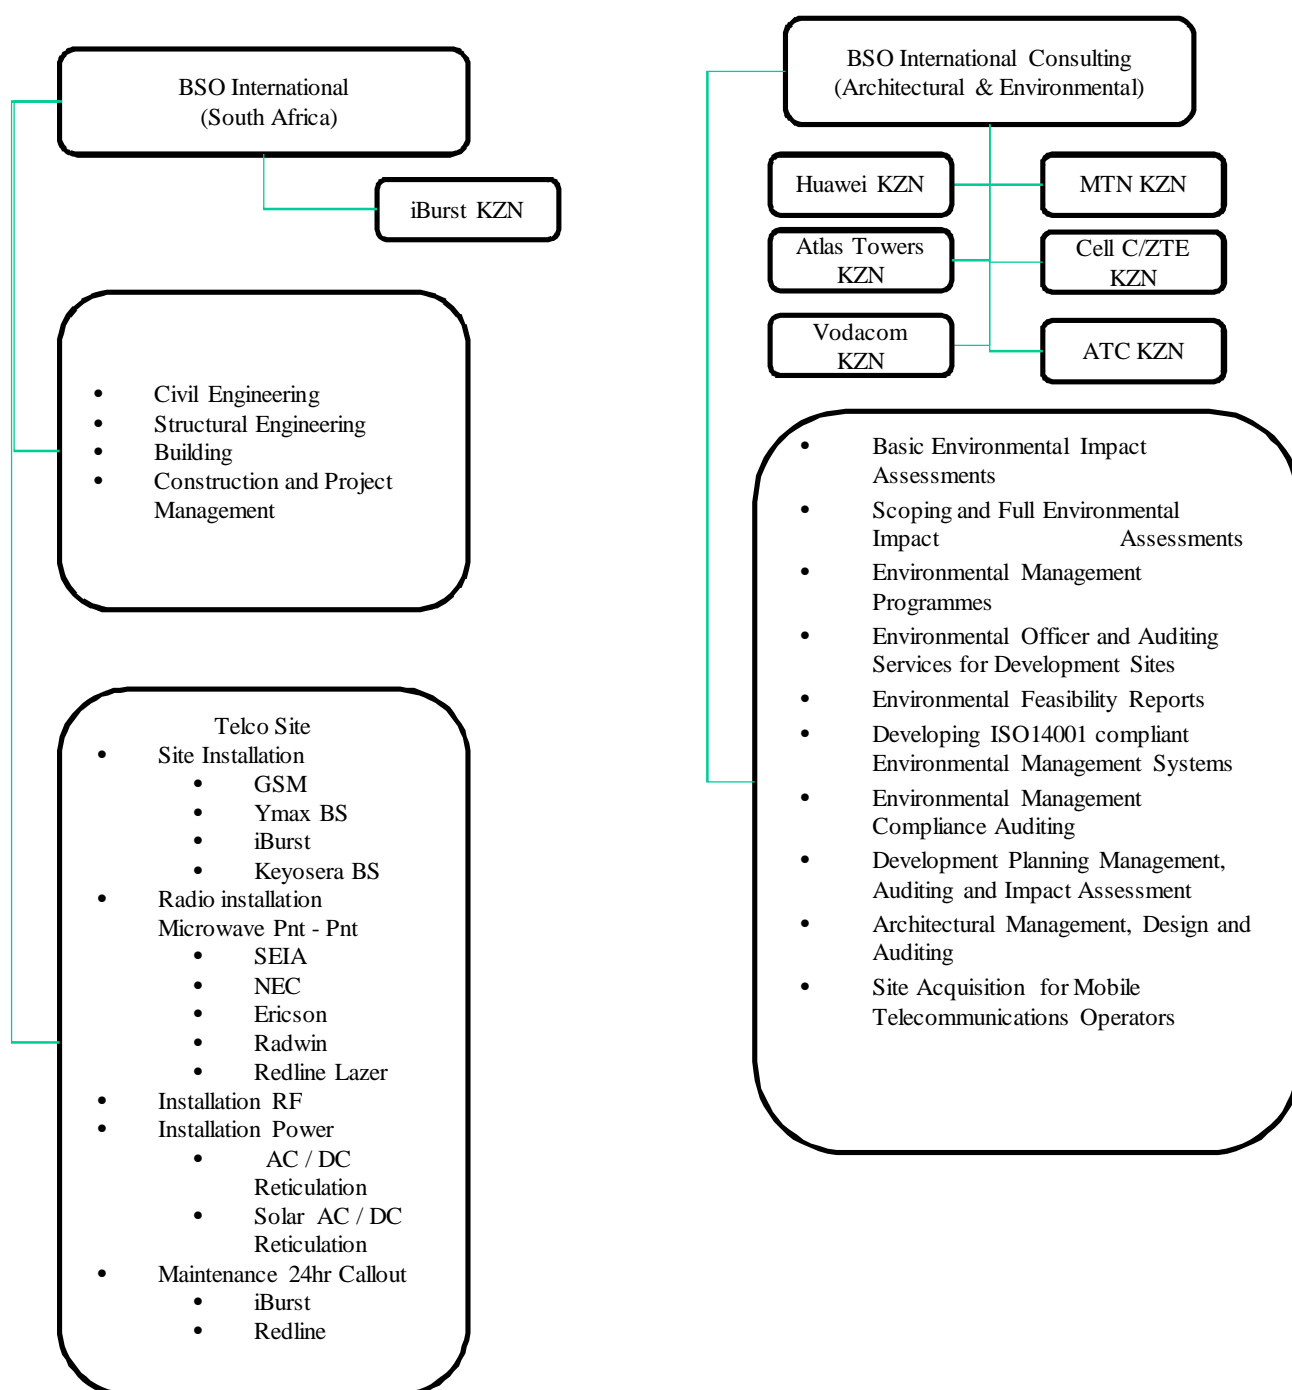 BSO International
(South Africa)
iBurst KZN
• Civil Engineering
• Structural Engineering
• Building
• Construction and Project
Management
Telco Site
• Site Installation
• GSM
• Ymax BS
• iBurst
• Keyosera BS
• Radio installation
Microwave Pnt - Pnt
• SEIA
• NEC
• Ericson
• Radwin
• Redline Lazer
• Installation RF
• Installation Power
• AC / DC
Reticulation
• Solar AC / DC
Reticulation
• Maintenance 24hr Callout
• iBurst
• Redline
BSO International Consulting
(Architectural & Environmental)
Huawei KZN
MTN KZN
Atlas Towers
KZN
Cell C/ZTE
KZN
Vodacom
KZN
ATC KZN
• Basic Environmental Impact
Assessments
• Scoping and Full Environmental
Impact Assessments
• Environmental Management
Programmes
• Environmental Officer and Auditing
Services for Development Sites
• Environmental Feasibility Reports
• Developing ISO14001 compliant
Environmental Management Systems
• Environmental Management
Compliance Auditing
• Development Planning Management,
Auditing and Impact Assessment
• Architectural Management, Design and
Auditing
• Site Acquisition for Mobile
Telecommunications Operators